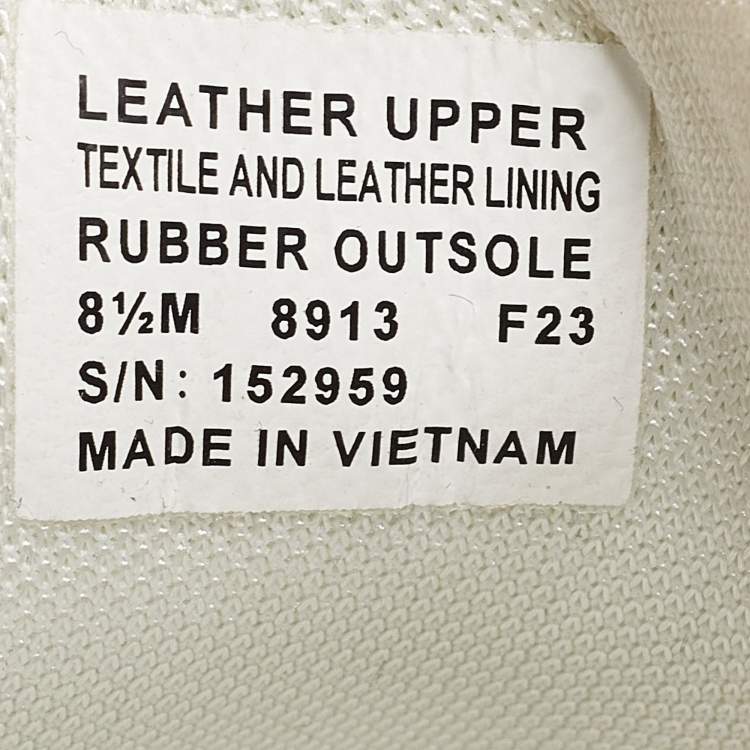 LEATHER UPPER
TEXTILE AND LEATHER LINING
RUBBER OUTSOLE
8½M 8913 F23
S/N: 152959
MADE IN VIETNAM